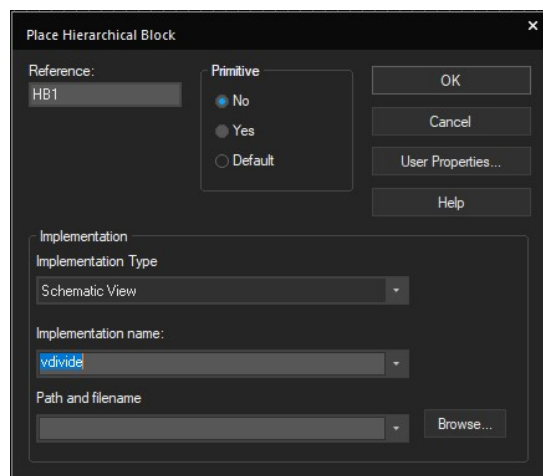 Place Hierarchical Block
×
Reference:
HB1
Primitive
No
Yes
Default
OK
Cancel
User Properties...
Help
Implementation
Implementation Type
Schematic View
Implementation name:
vdivide
Path and filename
Browse...